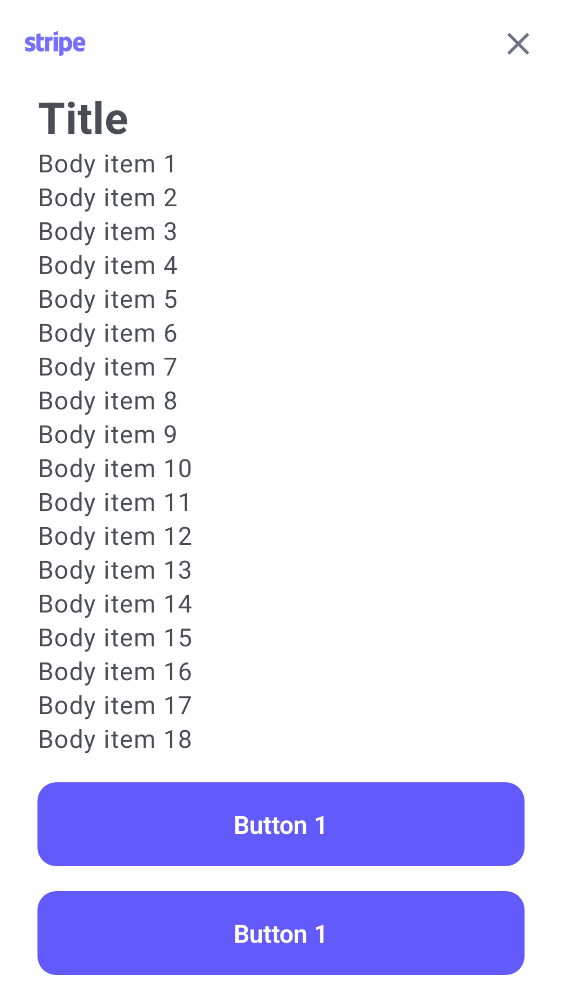 stripe
Title
Body item 1
Body item 2
Body item 3
Body item 4
Body item 5
Body item 6
Body item 7
Body item 8
Body item 9
Body item 10
Body item 11
Body item 12
Body item 13
Body item 14
Body item 15
Body item 16
Body item 17
Body item 18
Button 1
Button 1